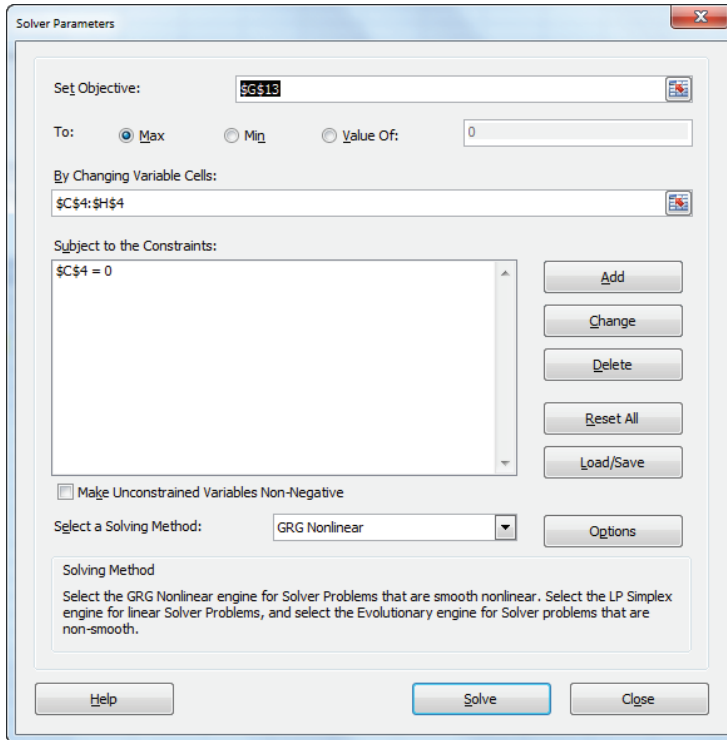 Solver Parameters
x
Set Objective: $G$13
To: Max Min Value Of: 0
By Changing Variable Cells:
$C$4:$H$4
Subject to the Constraints:
$C$4 = 0
Add
Change
Delete
Reset All
Load/Save
Make Unconstrained Variables Non-Negative
Select a Solving Method: GRG Nonlinear Options
Solving Method
Select the GRG Nonlinear engine for Solver Problems that are smooth nonlinear. Select the LP Simplex
engine for linear Solver Problems, and select the Evolutionary engine for Solver problems that are
non-smooth.
Help Solve Close